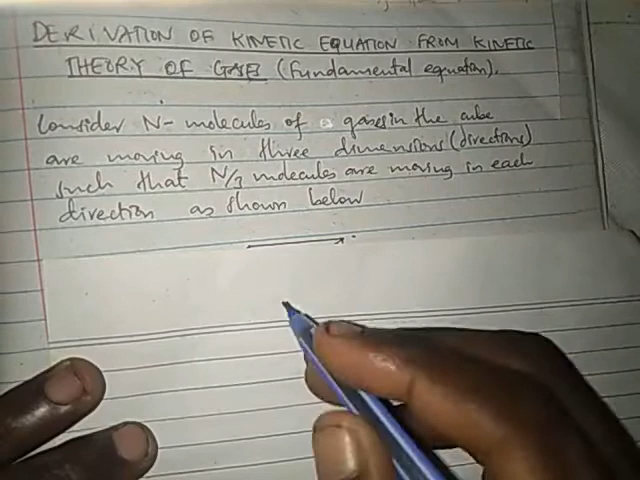 DERIVATION OF KINETIC EQUATION FROM KINETIC
THEORY OF GASES (Fundamental equation).
Consider N- molecules of a gases in the cube
are moving in three dimensions (directions)
such that N/3 molecules are moving in each
direction as shown below